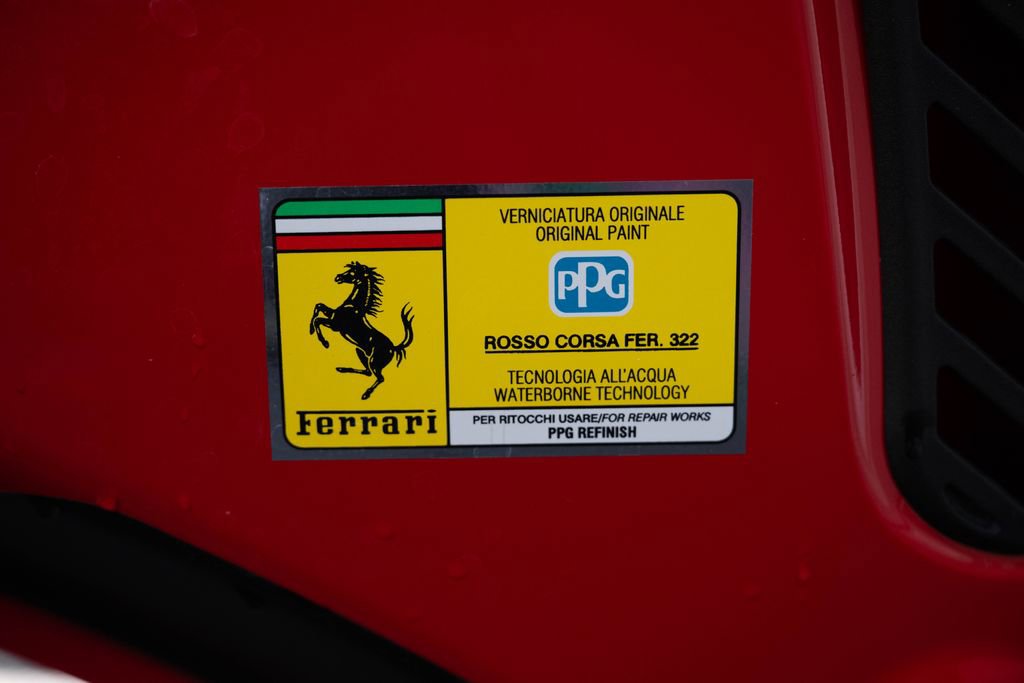 Ferrari
VERNICIATURA ORIGINALE
ORIGINAL PAINT
PPG
ROSSO CORSA FER. 322
TECNOLOGIA ALL'ACQUA
WATERBORNE TECHNOLOGY
PER RITOCCHI USARE/FOR REPAIR WORKS
PPG REFINISH